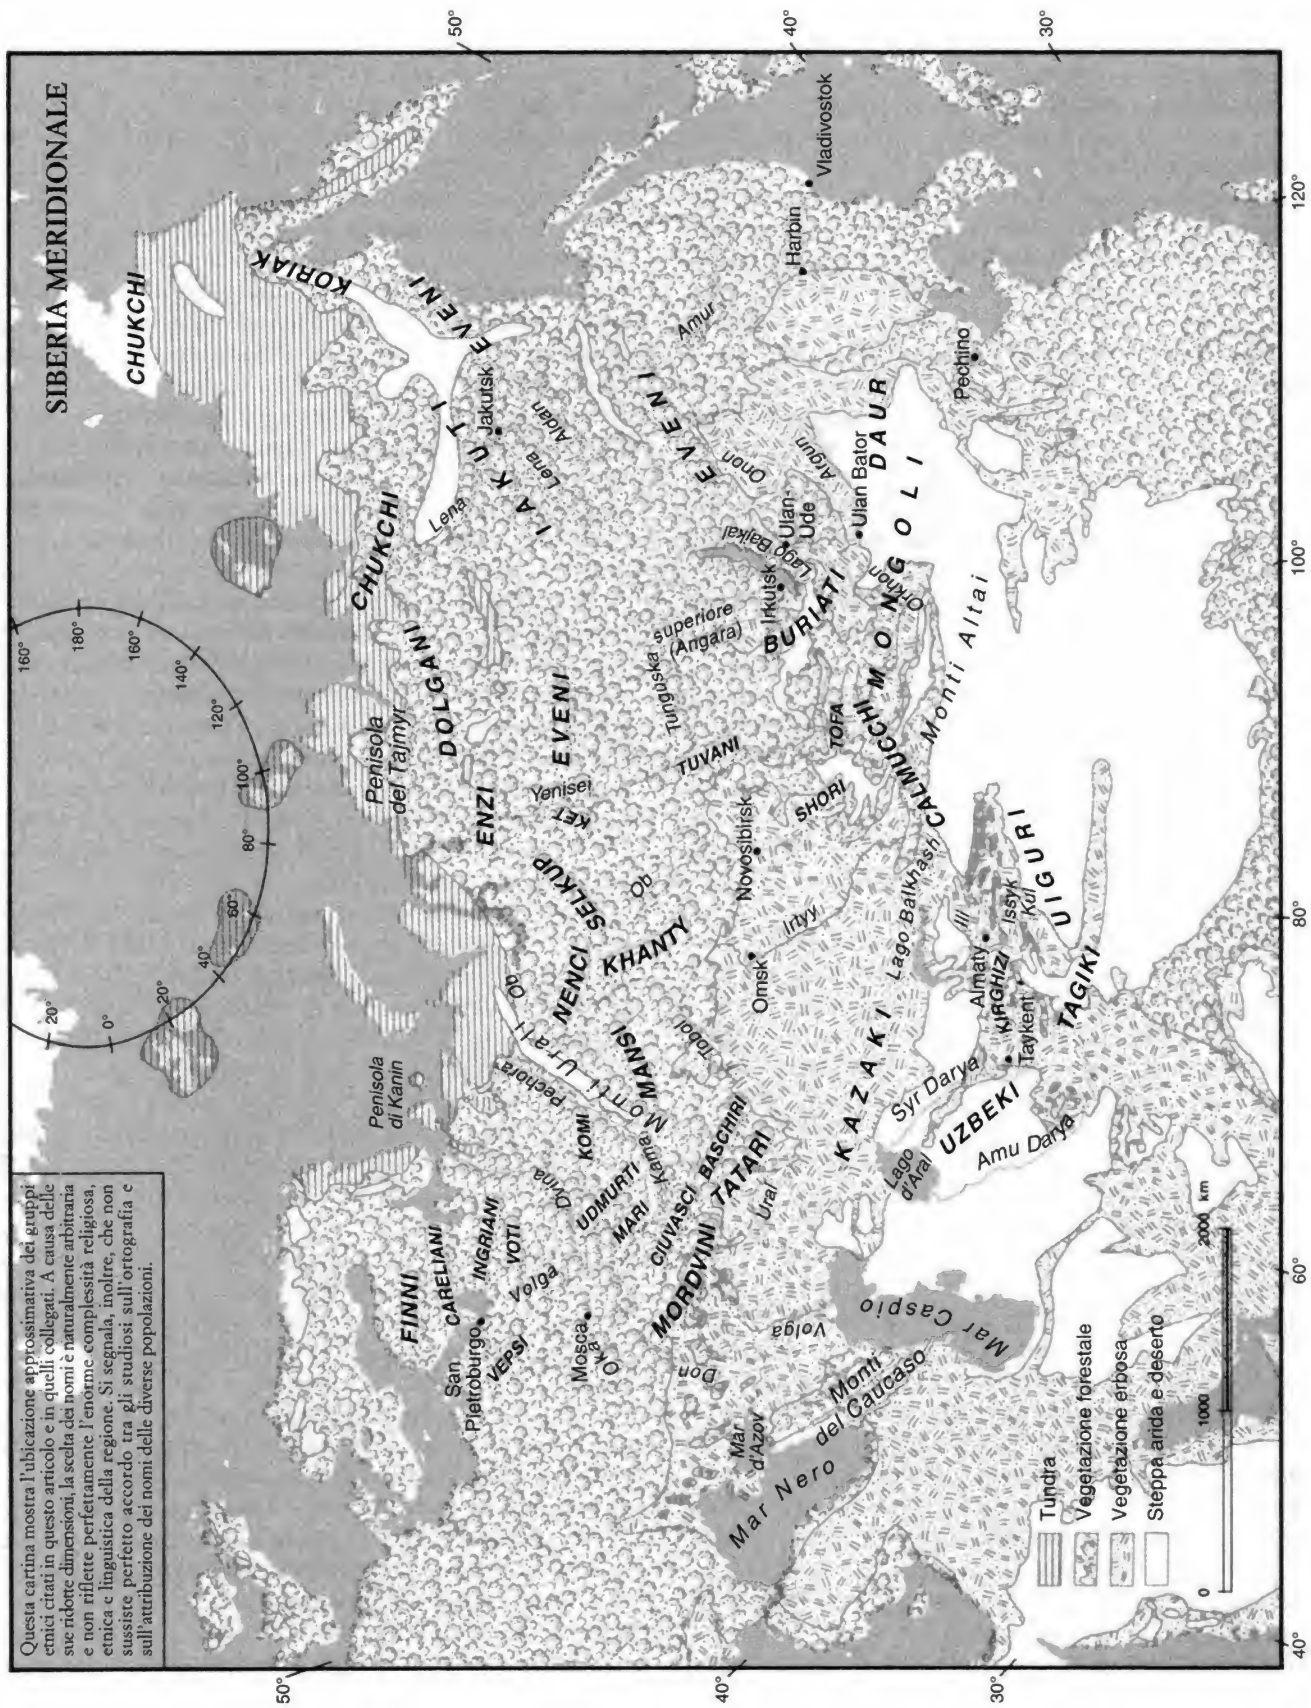 Questa cartina mostra l'ubicazione approssimativa dei gruppi
etnici citati in questo articolo e in quelli collegati. A causa delle
sue ridotte dimensioni, la scelta dei nomi è naturalmente arbitraria
e non riflette perfettamente l'enorme complessità religiosa,
etnica e linguistica della regione. Si segnala, inoltre, che non
sussiste perfetto accordo tra gli studiosi sull'ortografia e
sull'attribuzione dei nomi delle diverse popolazioni.
SIBERIA MERIDIONALE
20°
0°
20°
40°
60°
80°
100°
120°
140°
160°
180°
160°
50°
40°
30°
50°
40°
30°
40°
60°
80°
100°
120°
CHUKCHI
KORIAK
EVENI
CHUKCHI
IAKUTI
Jakutsk
Lena
Lena
Aldan
DOLGANI
Penisola
del Tajmyr
ENZI
EVENI
Yenisei
KET
SELKUP
Ob
NENCI
KHANTY
Ob
Monti Urali
MANSI
Tobol
Pechora
Penisola
di Kanin
KOMI
Kama
Dvina
UDMURTI
MARI
CIUVASCI
BASCHIRI
TATARI
MORDVINI
Ural
FINNI
CARELIANI
INGRIANI
VOTI
San
Pietroburgo
VEPSI
Volga
Mosca
Oka
Don
Volga
Mar
d'Azov
Mar Nero
Monti
del Caucaso
Mar Caspio
KAZAKI
Lago
d'Aral
Syr Darya
UZBEKI
Amu Darya
Taykent
KIRGHIZI
Almaty
TAGIKI
Issyk
Kul
Ili
UIGURI
Lago Balkhash
Omsk
Irtyy
Novosibirsk
SHORI
TUVANI
TOFA
CALMUCCHI
Monti Altai
Tunguska superiore
(Angara)
BURIATI
Irkutsk
Lago Bajkal
Ulan-
Ude
MONGOLI
Orkhon
Ulan Bator
DAUR
Argun
Onon
EVENI
Amur
Harbin
Vladivostok
Pechino
Tundra
Vegetazione forestale
Vegetazione erbosa
Steppa arida e deserto
0
1000
2000 km